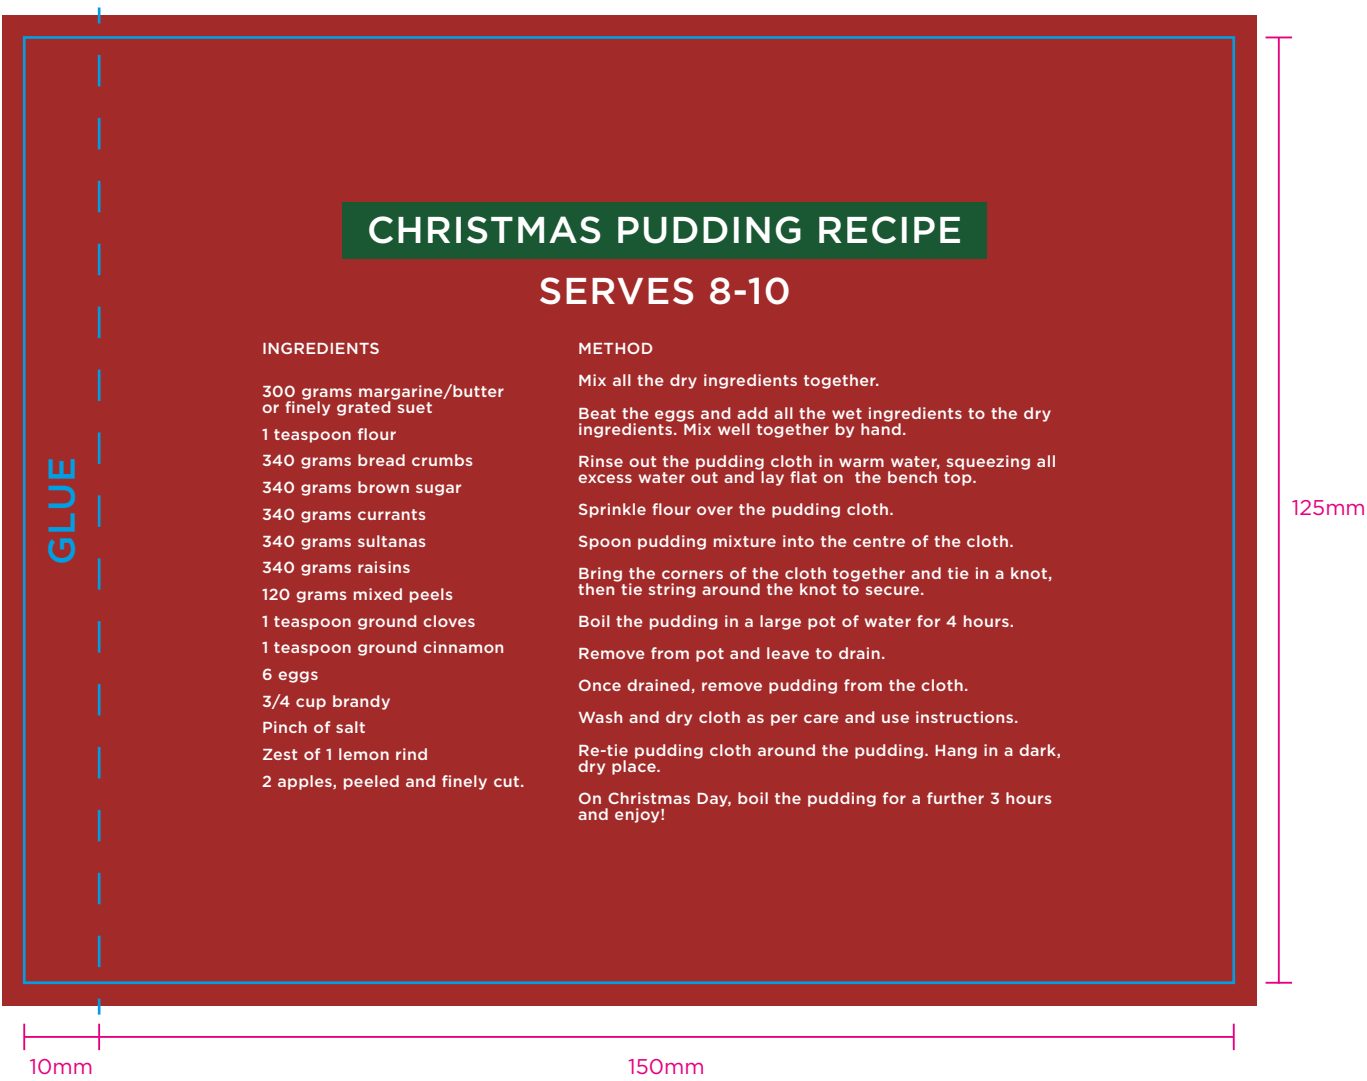 CHRISTMAS PUDDING RECIPE
SERVES 8-10
INGREDIENTS
300 grams margarine/butter
or finely grated suet
1 teaspoon flour
340 grams bread crumbs
340 grams brown sugar
340 grams currants
340 grams sultanas
340 grams raisins
120 grams mixed peels
1 teaspoon ground cloves
1 teaspoon ground cinnamon
6 eggs
3/4 cup brandy
Pinch of salt
Zest of 1 lemon rind
2 apples, peeled and finely cut.
METHOD
Mix all the dry ingredients together.
Beat the eggs and add all the wet ingredients to the dry
ingredients. Mix well together by hand.
Rinse out the pudding cloth in warm water, squeezing all
excess water out and lay flat on  the bench top.
Sprinkle flour over the pudding cloth.
Spoon pudding mixture into the centre of the cloth.
Bring the corners of the cloth together and tie in a knot,
then tie string around the knot to secure.
Boil the pudding in a large pot of water for 4 hours.
Remove from pot and leave to drain.
Once drained, remove pudding from the cloth.
Wash and dry cloth as per care and use instructions.
Re-tie pudding cloth around the pudding. Hang in a dark,
dry place.
On Christmas Day, boil the pudding for a further 3 hours
and enjoy!
GLUE
125mm
10mm
150mm